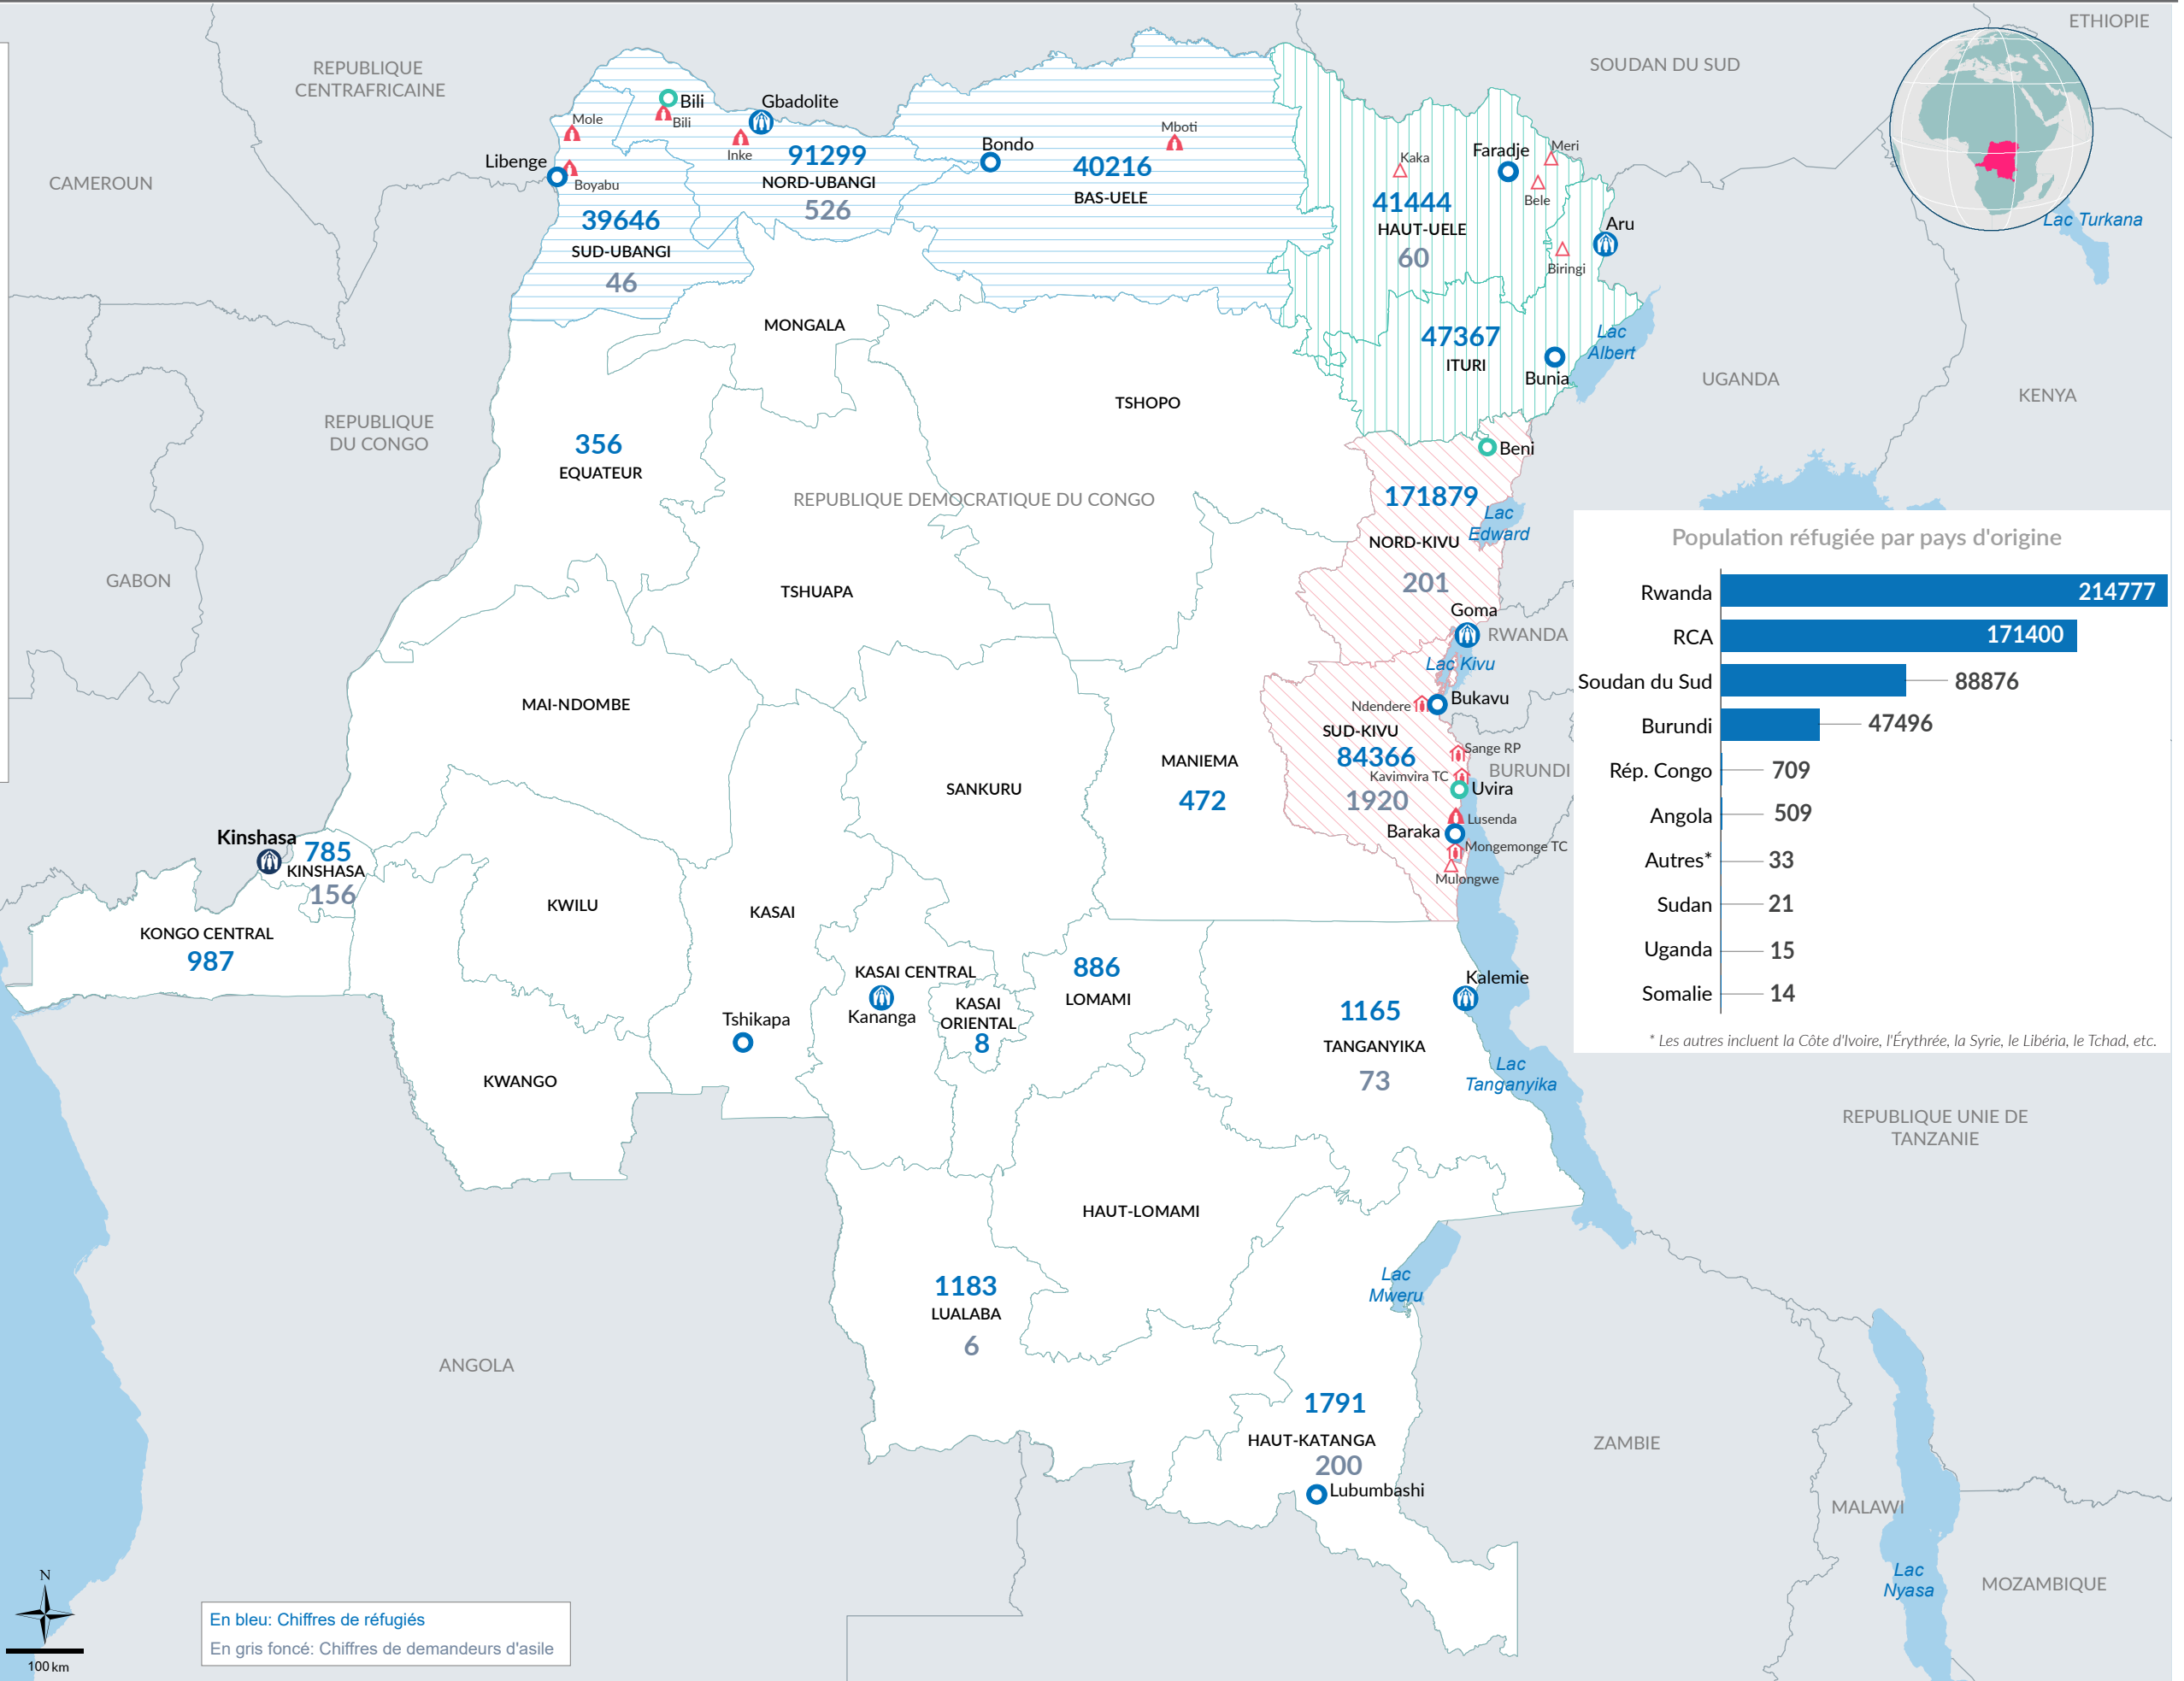 ETHIOPIE
SOUDAN DU SUD
REPUBLIQUE
CENTRAFRICAINE
CAMEROUN
Lac Turkana
Bili
Bili
Gbadolite
Mole
Inke
Libenge
Boyabu
91299
NORD-UBANGI
526
39646
SUD-UBANGI
46
Bondo
Mboti
40216
BAS-UELE
Kaka
Faradje
Meri
Bele
41444
HAUT-UELE
60
Aru
Biringi
47367
ITURI
Bunia
Lac
Albert
UGANDA
KENYA
MONGALA
TSHOPO
REPUBLIQUE
DU CONGO
356
EQUATEUR
REPUBLIQUE DEMOCRATIQUE DU CONGO
Beni
171879
Lac
Edward
NORD-KIVU
201
Goma
RWANDA
Lac Kivu
GABON
TSHUAPA
MAI-NDOMBE
Ndendere
Bukavu
SUD-KIVU
84366
Sange RP
Kavimvira TC
BURUNDI
1920
Uvira
Lusenda
Baraka
Mongemonge TC
Mulongwe
MANIEMA
472
SANKURU
Kinshasa
785
KINSHASA
156
KONGO CENTRAL
987
KWILU
KASAI
KASAI CENTRAL
Kananga
KASAI
ORIENTAL
8
886
LOMAMI
Tshikapa
KWANGO
1165
TANGANYIKA
73
Kalemie
Lac
Tanganyika
Population réfugiée par pays d'origine
Rwanda 214777
RCA 171400
Soudan du Sud 88876
Burundi 47496
Rép. Congo 709
Angola 509
Autres* 33
Sudan 21
Uganda 15
Somalie 14
* Les autres incluent la Côte d'Ivoire, l'Érythrée, la Syrie, le Libéria, le Tchad, etc.
REPUBLIQUE UNIE DE
TANZANIE
HAUT-LOMAMI
Lac
Mweru
1183
LUALABA
6
ANGOLA
1791
HAUT-KATANGA
200
Lubumbashi
ZAMBIE
MALAWI
Lac
Nyasa
MOZAMBIQUE
N
100 km
En bleu: Chiffres de réfugiés
En gris foncé: Chiffres de demandeurs d'asile